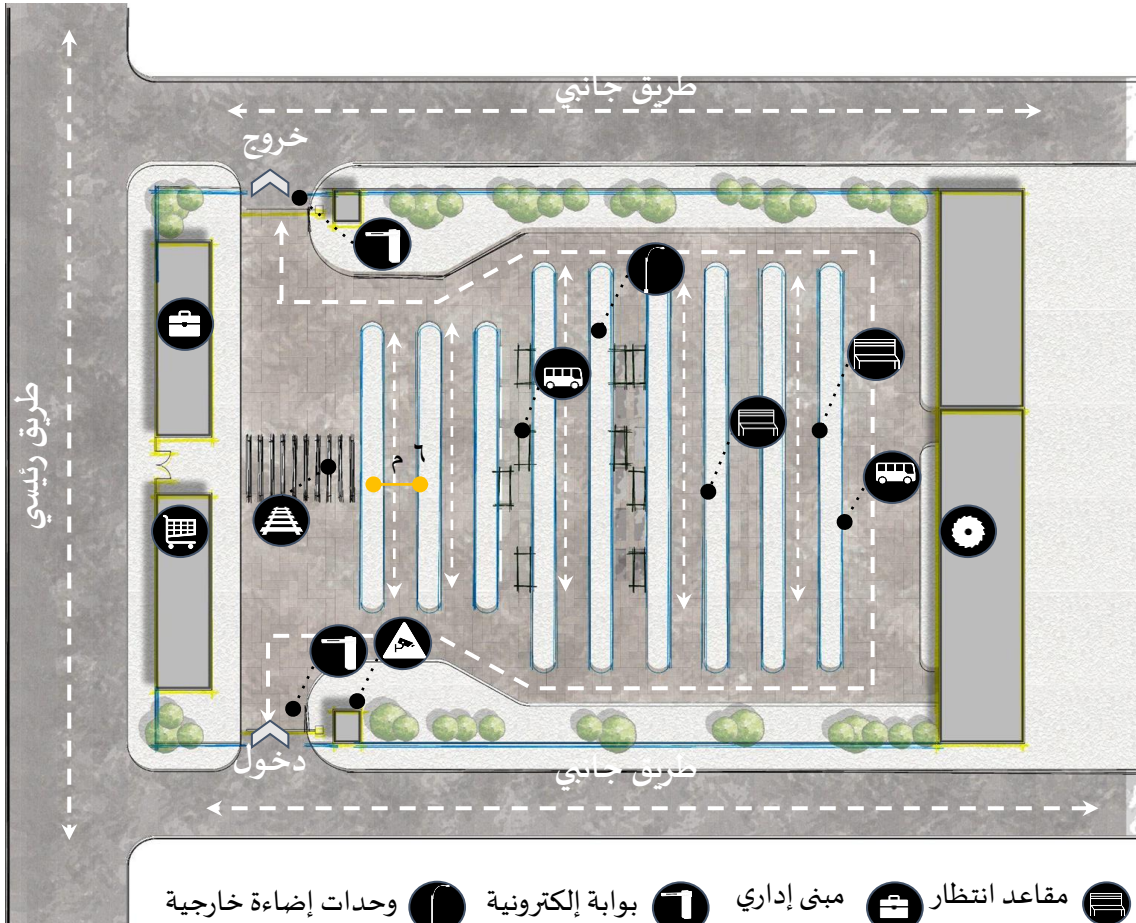 طريق جانبي
خروج
طريق رئيسي
٦ م
دخول
طريق جانبي
مقاعد انتظار
مبنى إداري
بوابة إلكترونية
وحدات إضاءة خارجية